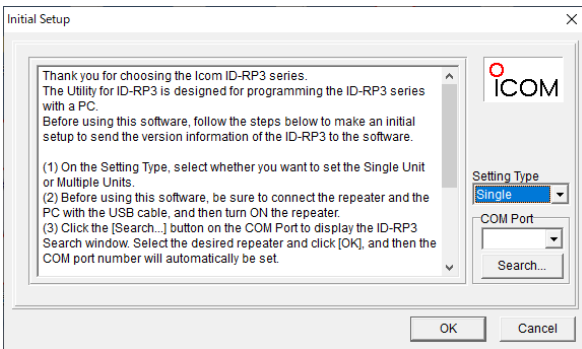 Initial Setup
Thank you for choosing the Icom ID-RP3 series.
The Utility for ID-RP3 is designed for programming the ID-RP3 series
with a PC.
Before using this software, follow the steps below to make an initial
setup to send the version information of the ID-RP3 to the software.
(1) On the Setting Type, select whether you want to set the Single Unit
or Multiple Units.
(2) Before using this software, be sure to connect the repeater and the
PC with the USB cable, and then turn ON the repeater.
(3) Click the [Search...] button on the COM Port to display the ID-RP3
Search window. Select the desired repeater and click [OK], and then the
COM port number will automatically be set.
ICOM
Setting Type
Single
COM Port
Search...
OK
Cancel